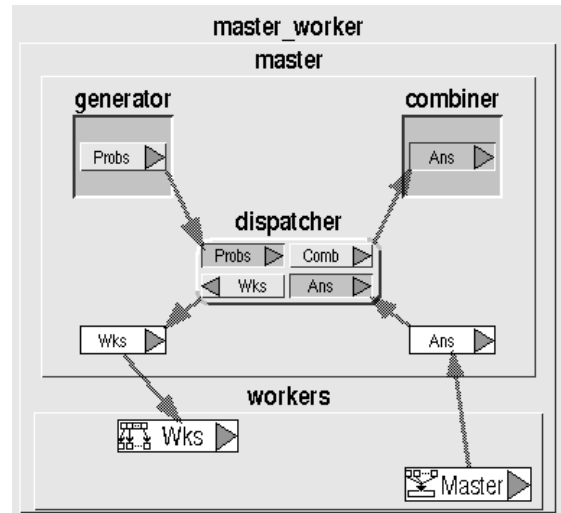 master_worker
master
generator
combiner
Probs
Ans
dispatcher
Probs
Comb
Wks
Ans
Wks
Ans
workers
Wks
Master